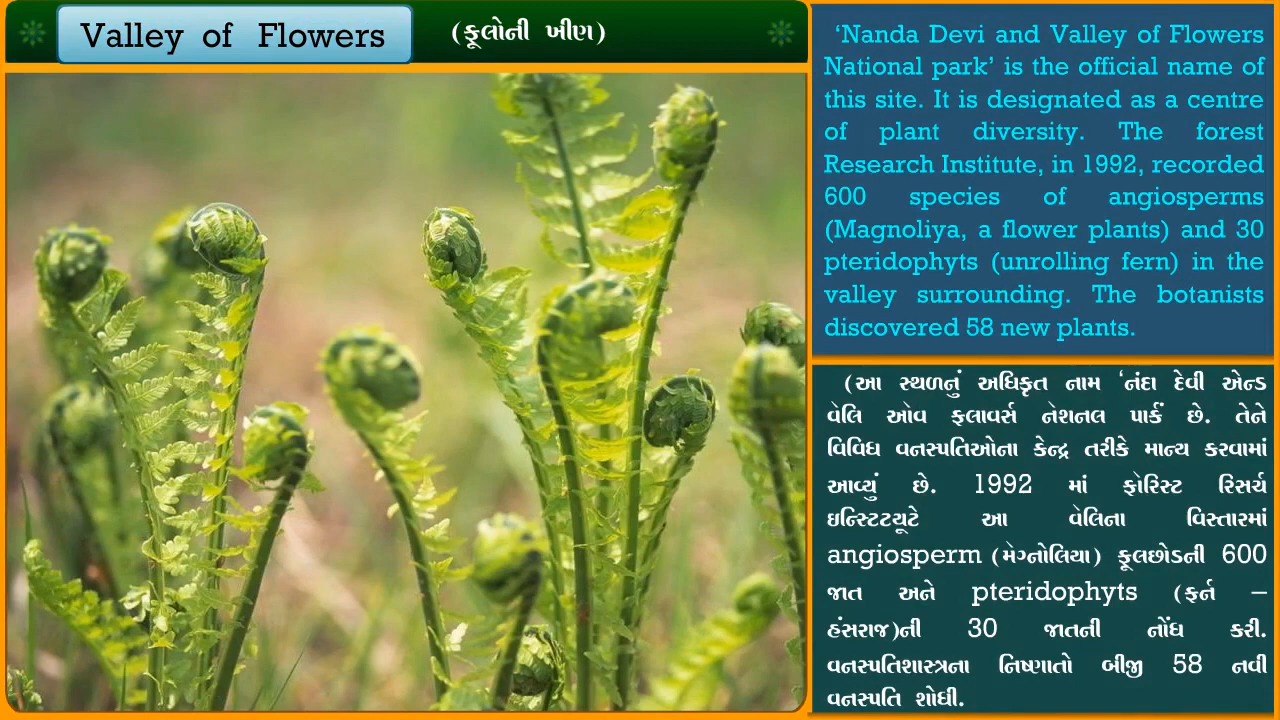 Valley of Flowers
(ફૂલોની ખીણ)
‘Nanda Devi and Valley of Flowers
National park’ is the official name of
this site. It is designated as a centre
of plant diversity. The forest
Research Institute, in 1992, recorded
600 species of angiosperms
(Magnoliya, a flower plants) and 30
pteridophyts (unrolling fern) in the
valley surrounding. The botanists
discovered 58 new plants.
(આ સ્થળનું અધિકૃત નામ ‘નંદા દેવી એન્ડ
વેલિ ઓવ ફલાવર્સ નેશનલ પાર્ક છે. તેને
વિવિધ વનસ્પતિઓના કેન્દ્ર તરીકે માન્ય કરવામાં
આવ્યું છે. 1992 માં ફોરિસ્ટ રિસર્ચ
ઇન્સ્ટિટટ્યૂટે આ વેલિના વિસ્તારમાં
angiosperm (મેગ્નોલિયા) ફૂલછોડની 600
જાત અને pteridophyts (ફર્ન –
હંસરાજ)ની 30 જાતની નોંધ કરી.
વનસ્પતિશાસ્ત્રના નિષ્ણાતો બીજી 58 નવી
વનસ્પતિ શોધી.